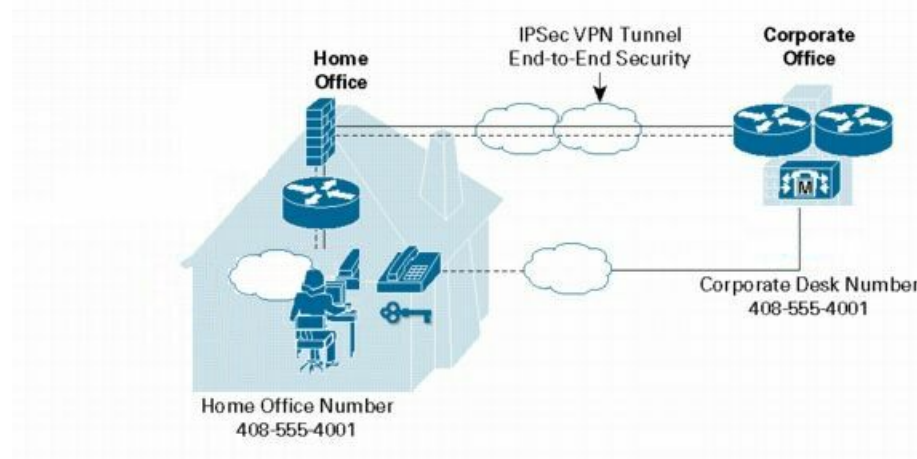 IPSec VPN Tunnel
End-to-End Security
Corporate
Office
Home
Office
M
Corporate Desk Number
408-555-4001
Home Office Number
408-555-4001